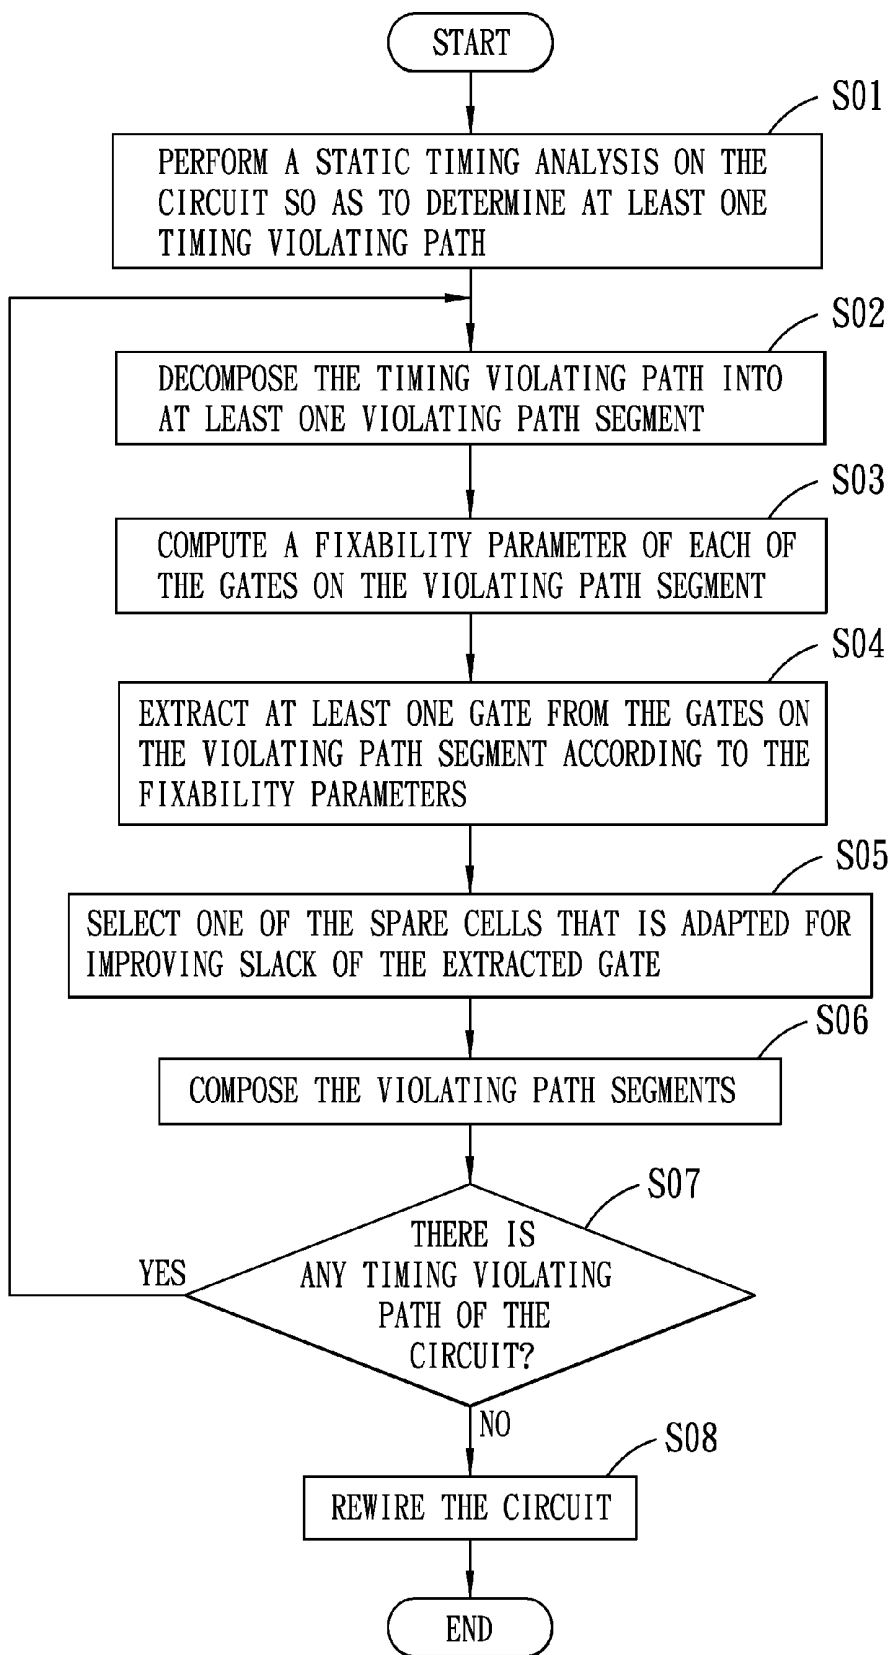 START
S01
PERFORM A STATIC TIMING ANALYSIS ON THE
CIRCUIT SO AS TO DETERMINE AT LEAST ONE
TIMING VIOLATING PATH
S02
DECOMPOSE THE TIMING VIOLATING PATH INTO
AT LEAST ONE VIOLATING PATH SEGMENT
S03
COMPUTE A FIXABILITY PARAMETER OF EACH OF
THE GATES ON THE VIOLATING PATH SEGMENT
S04
EXTRACT AT LEAST ONE GATE FROM THE GATES ON
THE VIOLATING PATH SEGMENT ACCORDING TO THE
FIXABILITY PARAMETERS
S05
SELECT ONE OF THE SPARE CELLS THAT IS ADAPTED FOR
IMPROVING SLACK OF THE EXTRACTED GATE
S06
COMPOSE THE VIOLATING PATH SEGMENTS
S07
THERE IS
ANY TIMING VIOLATING
PATH OF THE
CIRCUIT?
YES
NO
S08
REWIRE THE CIRCUIT
END